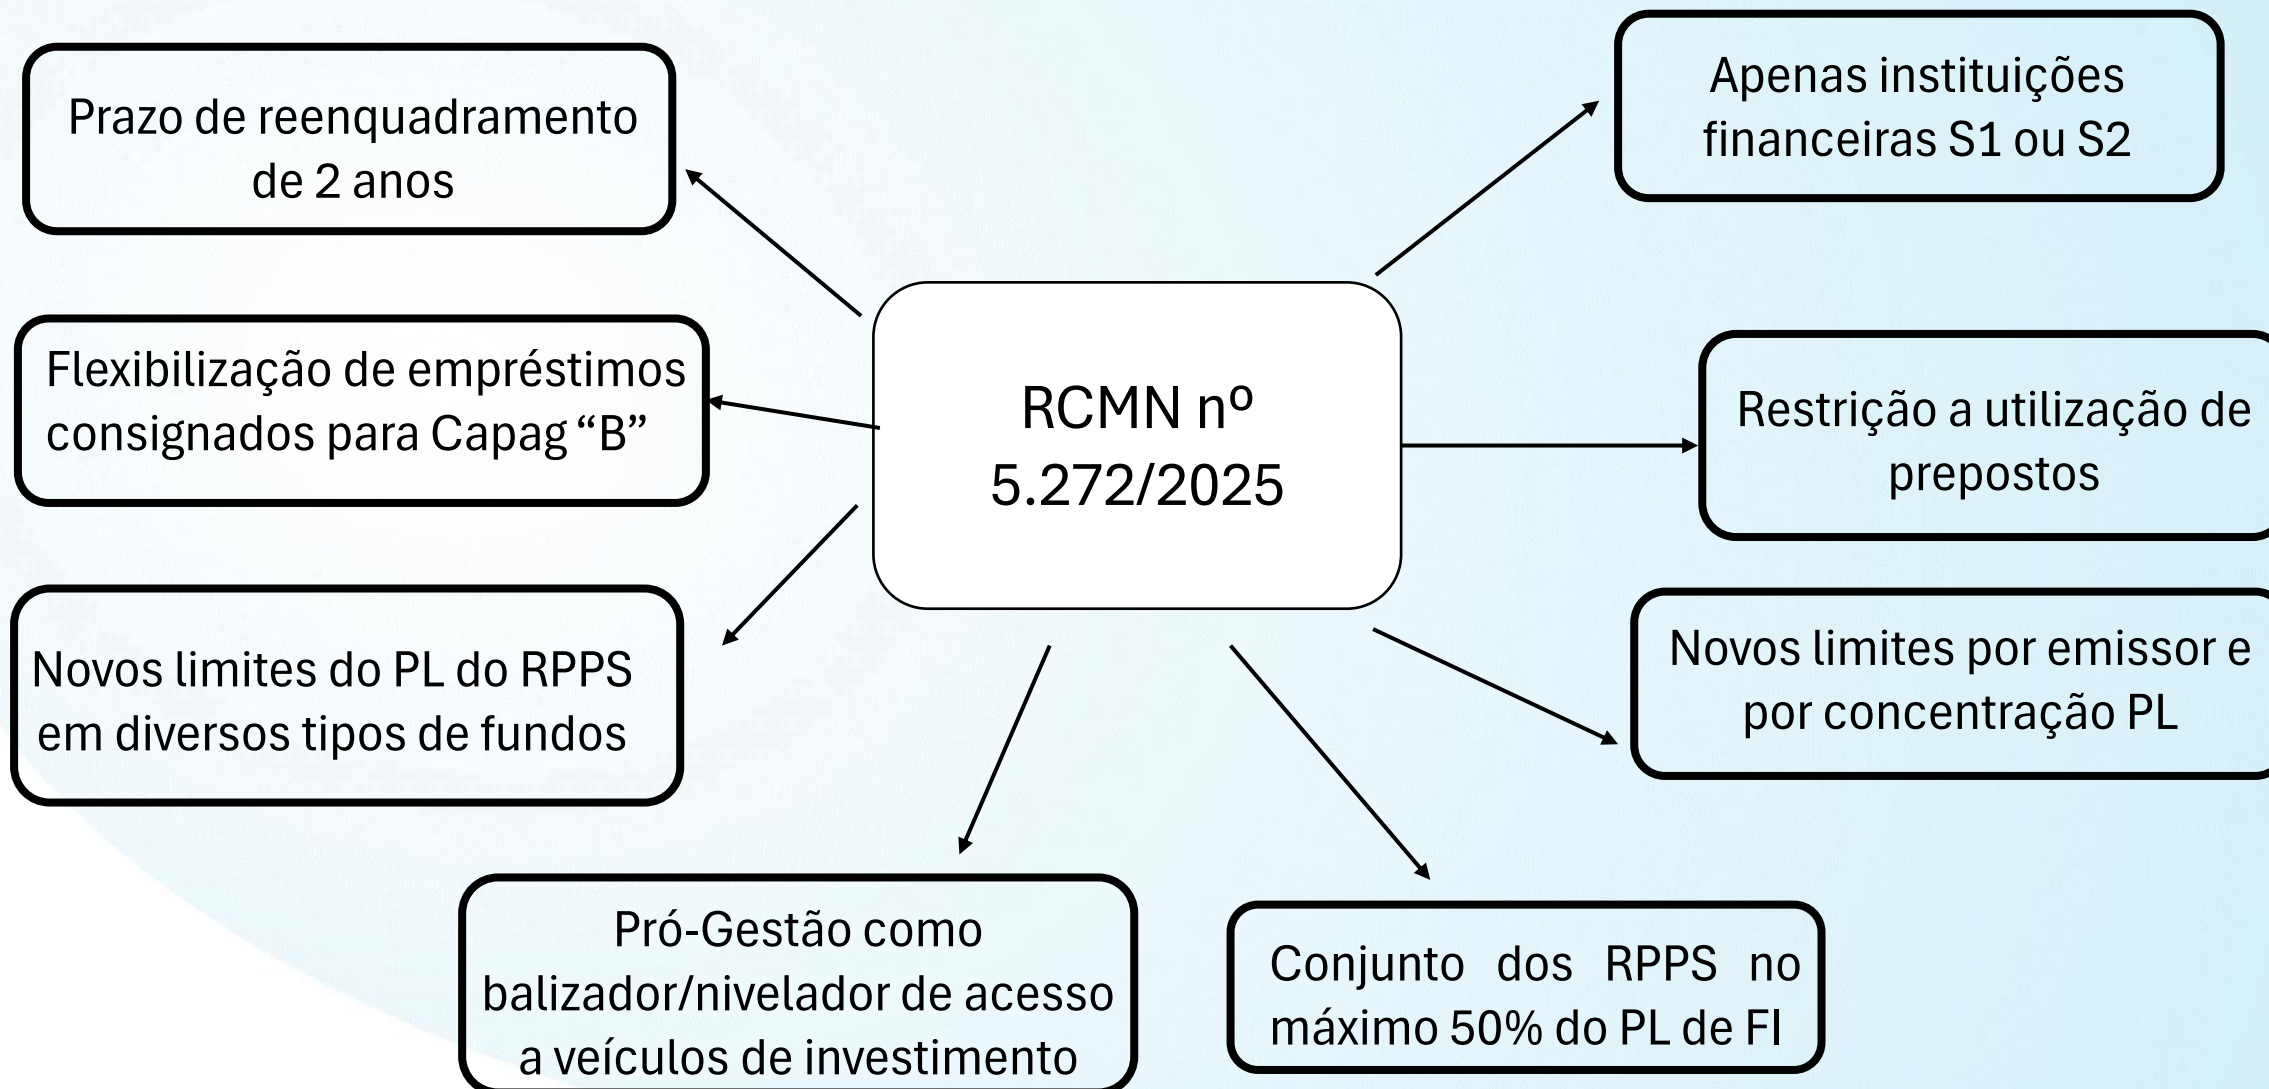 Prazo de reenquadramento
de 2 anos
Apenas instituições
financeiras S1 ou S2
Flexibilização de empréstimos
consignados para Capag “B”
RCMN nº
5.272/2025
Restrição a utilização de
prepostos
Novos limites do PL do RPPS
em diversos tipos de fundos
Novos limites por emissor e
por concentração PL
Pró-Gestão como
balizador/nivelador de acesso
a veículos de investimento
Conjunto dos RPPS no
máximo 50% do PL de FI